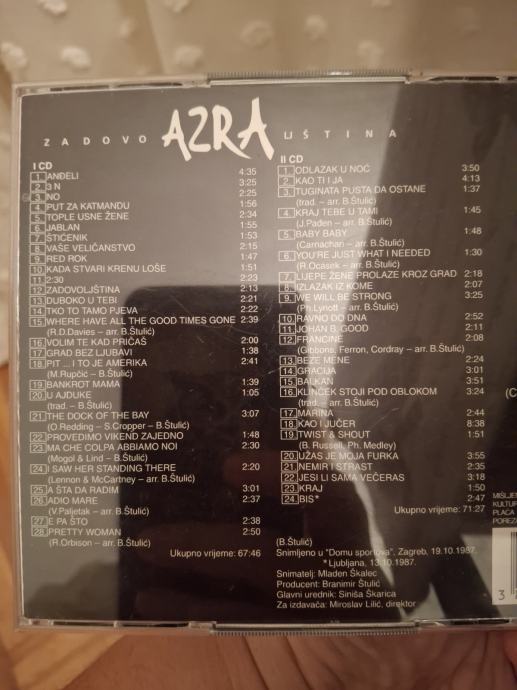 ZADOVO AZRA LJŠTINA
I CD
1 ANĐELI 4:35
2 3 N 3:25
3 NO 2:25
4 PUT ZA KATMANDU 1:56
5 TOPLE USNE ŽENE 2:34
6 JABLAN 1:55
7 ŠTIĆENIK 1:53
8 VAŠE VELIČANSTVO 2:15
9 RED ROK 1:47
10 KADA STVARI KRENU LOŠE 1:51
11 2:30 2:23
12 ZADOVOLJŠTINA 2:13
13 DUBOKO U TEBI 2:21
14 TKO TO TAMO PJEVA 2:22
15 WHERE HAVE ALL THE GOOD TIMES GONE 2:39
(R.D.Davies – arr. B.Štulić)
16 VOLIM TE KAD PRIČAŠ 2:00
17 GRAD BEZ LJUBAVI 1:38
18 PIT ... I TO JE AMERIKA 2:41
(M.Rupčić – B.Štulić)
19 BANKROT MAMA 1:39
20 U AJDUKE 1:05
(trad. – B.Štulić)
21 THE DOCK OF THE BAY 3:07
(O.Redding – S.Cropper – B.Štulić)
22 PROVEDIMO VIKEND ZAJEDNO 1:48
23 MA CHE COLPA ABBIAMO NOI 2:30
(Mogol & Lind – B.Štulić)
24 I SAW HER STANDING THERE 2:20
(Lennon & McCartney – arr. B.Štulić)
25 A ŠTA DA RADIM 3:01
26 ADIO MARE 2:37
(V.Paljetak – arr. B.Štulić)
27 E PA ŠTO 2:38
28 PRETTY WOMAN 2:50
(R.Orbison – arr. B.Štulić)
Ukupno vrijeme: 67:46
II CD
1 ODLAZAK U NOĆ 3:50
2 KAO TI I JA 4:13
3 TUGINATA PUSTA DA OSTANE 1:37
(trad. – arr. B.Štulić)
4 KRAJ TEBE U TAMI 1:45
(J.Paden – arr. B.Štulić)
5 BABY BABY 1:48
(Carnachan – arr. B.Štulić)
6 YOU'RE JUST WHAT I NEEDED 1:30
(R.Ocasek – arr. B.Štulić)
7 LIJEPE ŽENE PROLAZE KROZ GRAD 2:18
8 IZLAZAK IZ KOME 2:07
9 WE WILL BE STRONG 3:25
(Ph.Lynott – arr. B.Štulić)
10 RAVNO DO DNA 2:52
11 JOHAN B. GOOD 2:11
12 FRANCINE 2:08
(Gibbons, Ferron, Cordray – arr. B.Štulić)
13 BEZE MENE 2:24
14 GRACIJA 3:01
15 BALKAN 3:51
16 KLINČEK STOJI POD OBLOKOM 3:24
(trad. – arr. B.Štulić)
17 MARINA 2:44
18 KAO I JUČER 8:38
19 TWIST & SHOUT 1:51
(B. Russell, Ph. Medley)
20 UŽAS JE MOJA FURKA 3:55
21 NEMIR I STRAST 2:35
22 JESI LI SAMA VEČERAS 3:18
23 KRAJ 1:50
24 BIS* 2:47
Ukupno vrijeme: 71:27
(B.Štulić)
Snimljeno u "Domu sportova", Zagreb, 19.10.1987.
*Ljubljana, 13.10.1987.
Snimatelj: Mladen Škalec
Producent: Branimir Štulić
Glavni urednik: Siniša Škarica
Za izdavača: Miroslav Lilić, direktor
(C
MIŠLJE
KULTUR
PLAĆA
POREZ
3